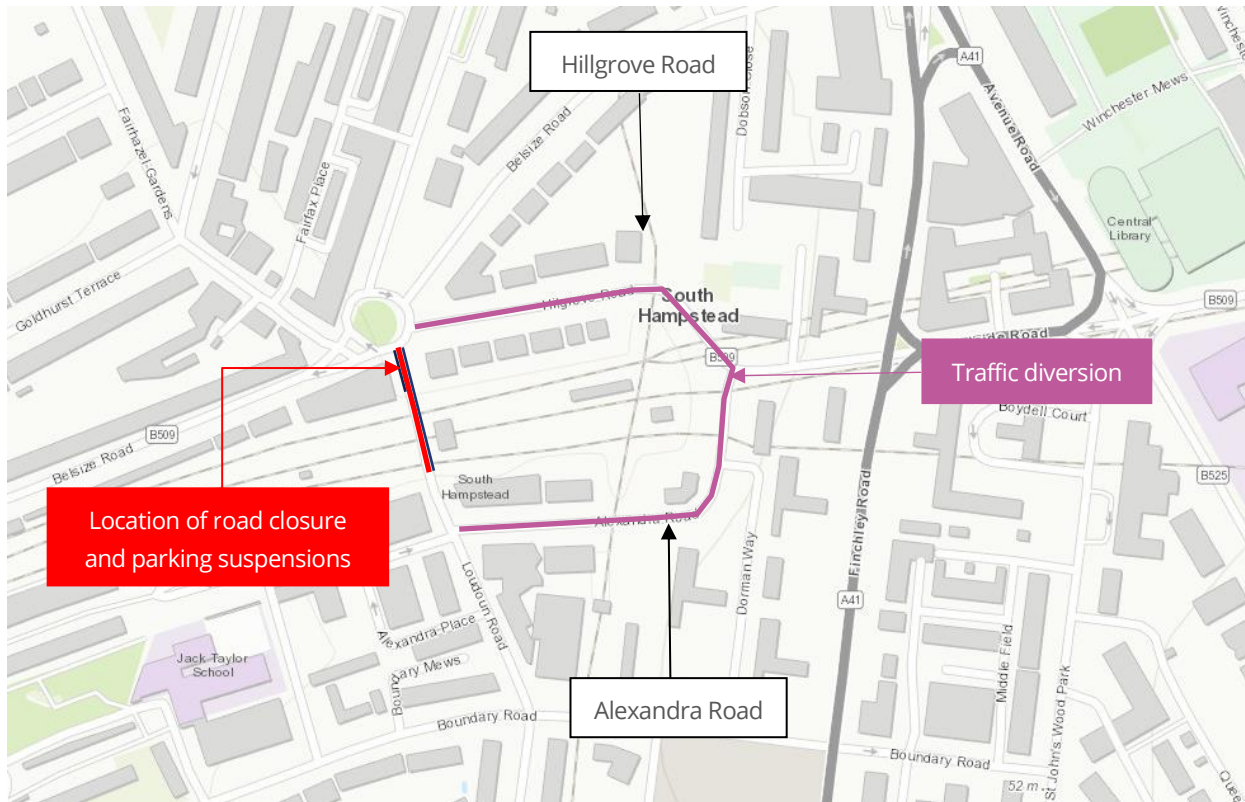 Hillgrove Road
A41
Winchester Mews
Avenue Road
Dobson Close
Belsize Road
Fairhazel Gardens
Fairfax Place
Central
Library
Goldhurst Terrace
Hilgrove Road
South
Hampstead
B509
B509
Traffic diversion
Boydell Court
B509
Belsize Road
B525
South
Hampstead
Location of road closure
and parking suspensions
Alexandra Road
Finchley Road
Dorman Way
Loudoun Road
A41
Alexandra Place
Jack Taylor
School
Middle Field
St John's Wood Park
Alexandra Road
Boundary Road
Boundary Road
52 m